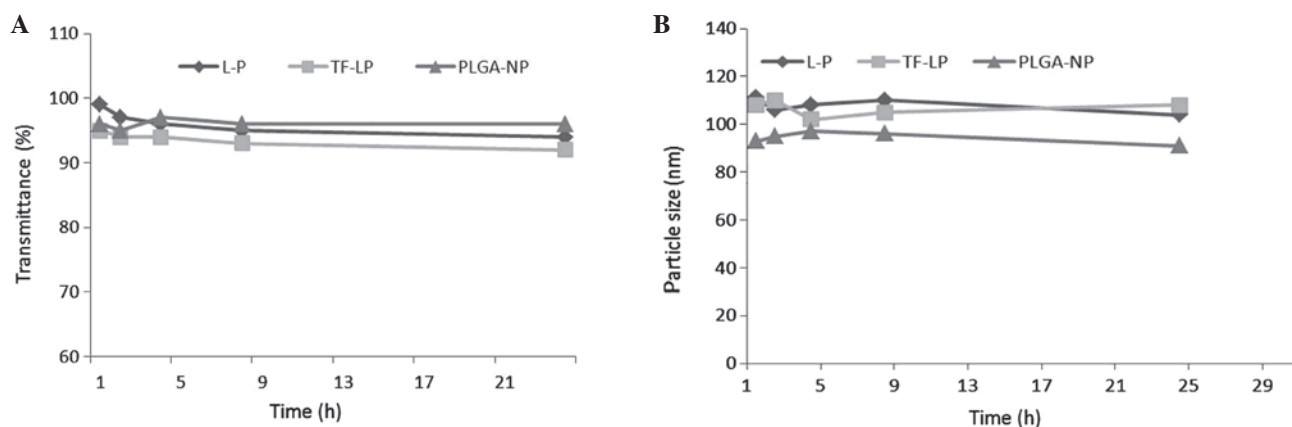 A
110
100
90
80
70
60
Transmittance (%)
L-P TF-LP PLGA-NP
1 5 9 13 17 21
Time (h)
B
140
120
100
80
60
40
20
0
Particle size (nm)
L-P TF-LP PLGA-NP
1 5 9 13 17 21 25 29
Time (h)